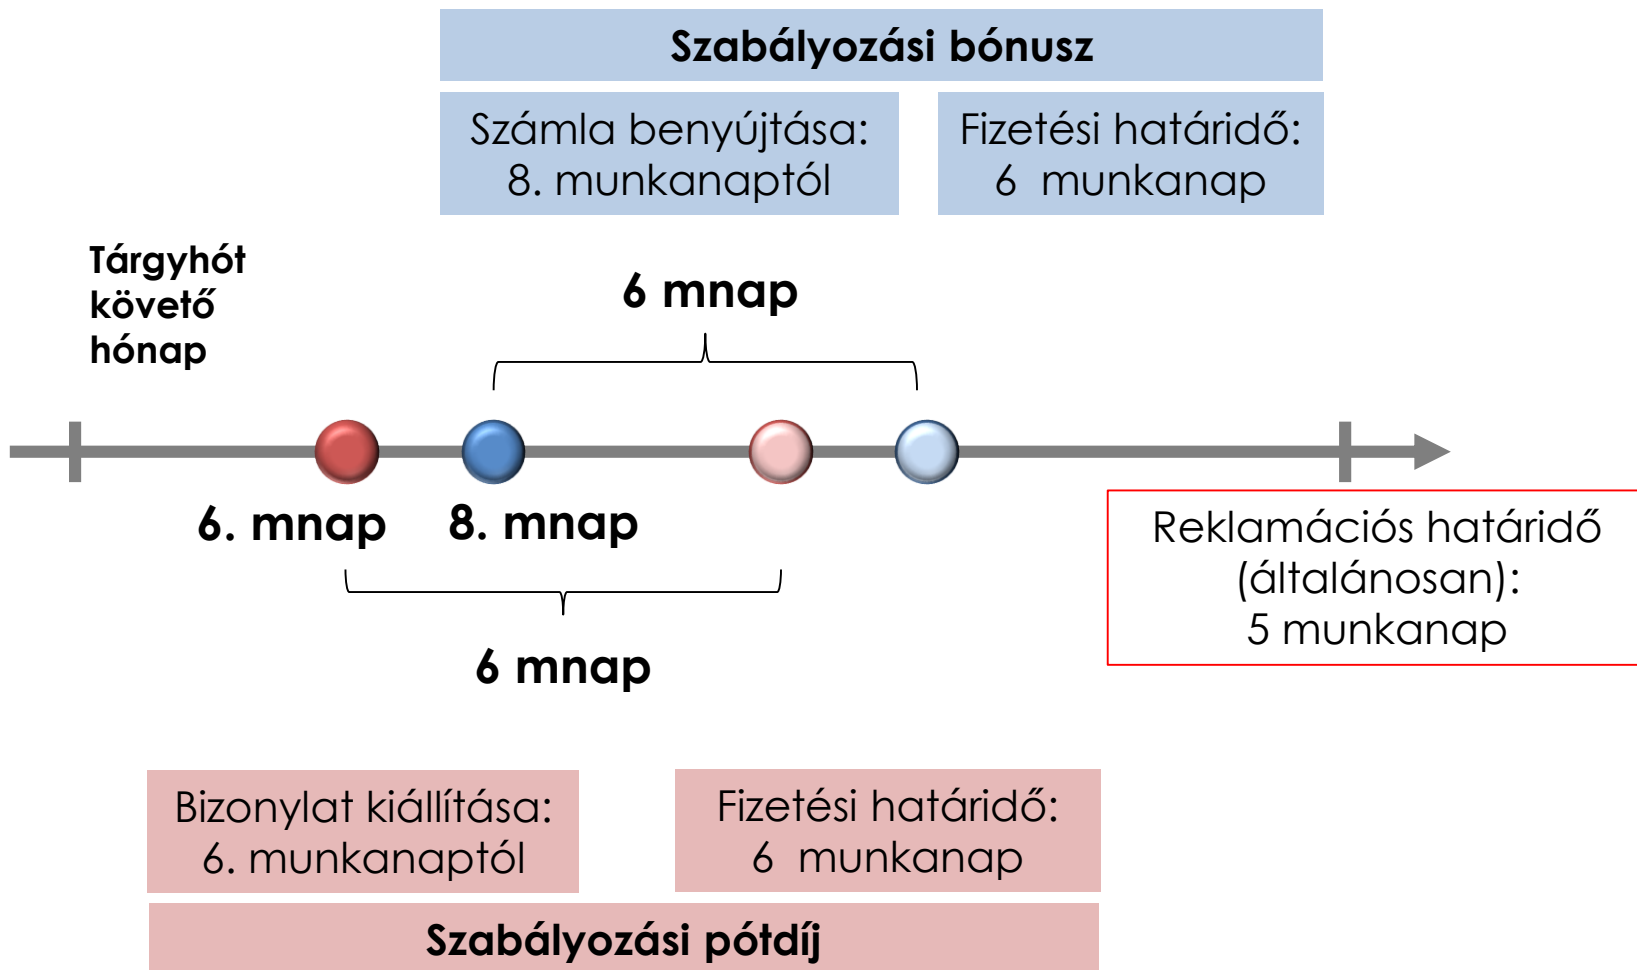 Szabályozási bónusz
Számla benyújtása:
8. munkanaptól
Fizetési határidő:
6 munkanap
Tárgyhót
követő
hónap
6 mnap
6. mnap
8. mnap
6 mnap
Reklamációs határidő
(általánosan):
5 munkanap
Bizonylat kiállítása:
6. munkanaptól
Fizetési határidő:
6 munkanap
Szabályozási pótdíj